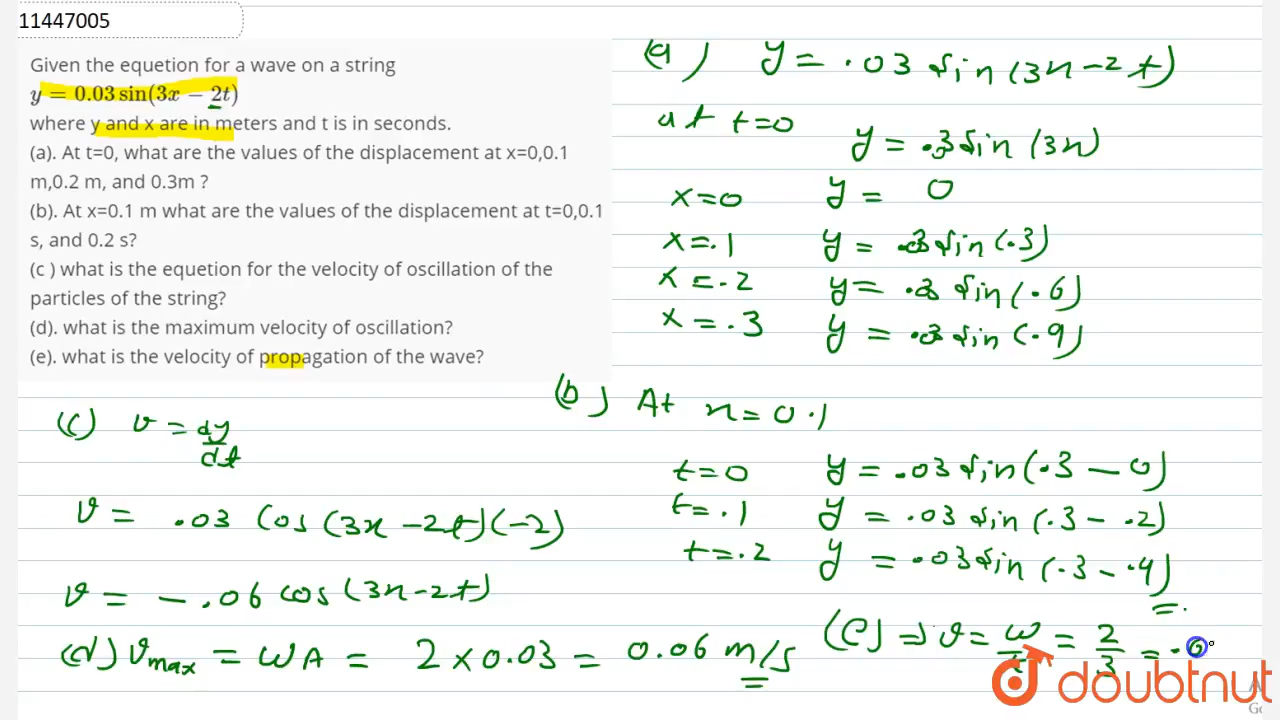 11447005
Given the equetion for a wave on a string
y = 0.03 sin(3x − 2t)
where y and x are in meters and t is in seconds.
(a). At t=0, what are the values of the displacement at x=0,0.1
m,0.2 m, and 0.3m ?
(b). At x=0.1 m what are the values of the displacement at t=0,0.1
s, and 0.2 s?
(c ) what is the equetion for the velocity of oscillation of the
particles of the string?
(d). what is the maximum velocity of oscillation?
(e). what is the velocity of propagation of the wave?
(a) y = .03 sin (3x-2t)
at t=0
y = .3 sin (3x)
x=0 y = 0
x=.1 y = .3 sin (.3)
x=.2 y = .3 sin (.6)
x=.3 y = .3 sin (.9)
(b) At x=0.1
t=0 y = .03 sin (.3 - 0)
t=.1 y = .03 sin (.3 - .2)
t=.2 y = .03 sin (.3 - .4)
(c) v = dy/dt
v = .03 cos (3x-2t)(-2)
v = -.06 cos (3x-2t)
(d) vmax = ωA = 2 x 0.03 = 0.06 m/s
(e) ⇒ v = ω = 2/3 =
doubtnut